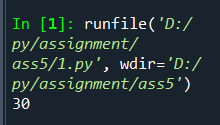 In [1]: runfile('D:/
py/assignment/
ass5/1.py', wdir='D:/
py/assignment/ass5')
30